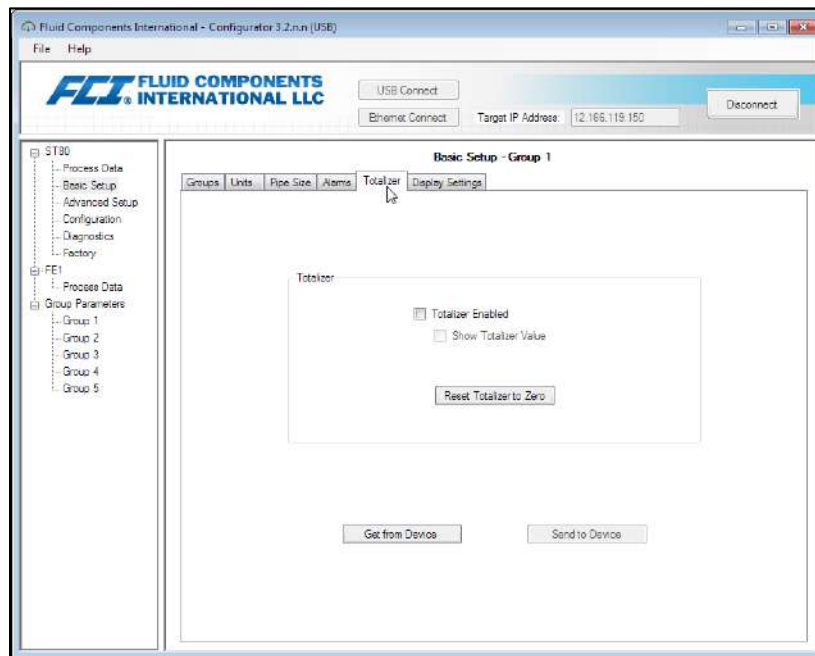 Fluid Components International - Configurator 3.2.n.n (USB)
File Help
FCI ® FLUID COMPONENTS INTERNATIONAL LLC
USB Connect
Ethernet Connect
Target IP Address: 12.166.119.150
Disconnect
ST80
Process Data
Basic Setup
Advanced Setup
Configuration
Diagnostics
Factory
FE1
Process Data
Group Parameters
Group 1
Group 2
Group 3
Group 4
Group 5
Basic Setup - Group 1
Groups Units Pipe Size Alarms Totalizer Display Settings
Totalizer
Totalizer Enabled
Show Totalizer Value
Reset Totalizer to Zero
Get from Device
Send to Device